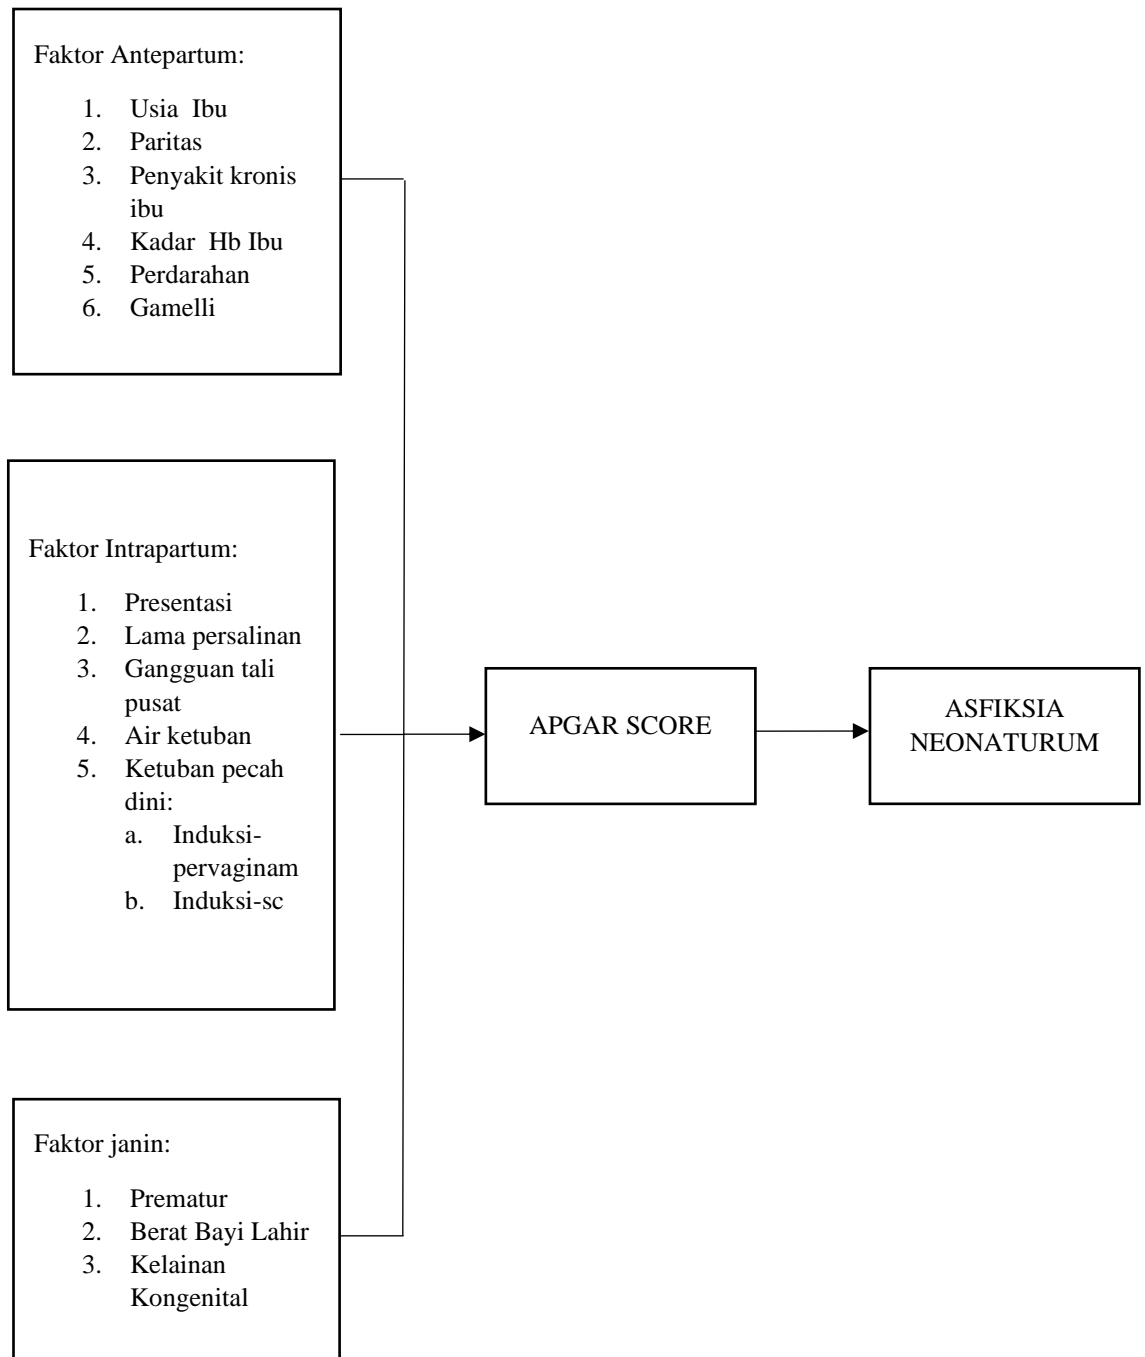 Faktor Antepartum:
1. Usia Ibu
2. Paritas
3. Penyakit kronis
ibu
4. Kadar Hb Ibu
5. Perdarahan
6. Gamelli
Faktor Intrapartum:
1. Presentasi
2. Lama persalinan
3. Gangguan tali
pusat
4. Air ketuban
5. Ketuban pecah
dini:
a. Induksi-
pervaginam
b. Induksi-sc
APGAR SCORE
ASFIKSIA
NEONATURUM
Faktor janin:
1. Prematur
2. Berat Bayi Lahir
3. Kelainan
Kongenital